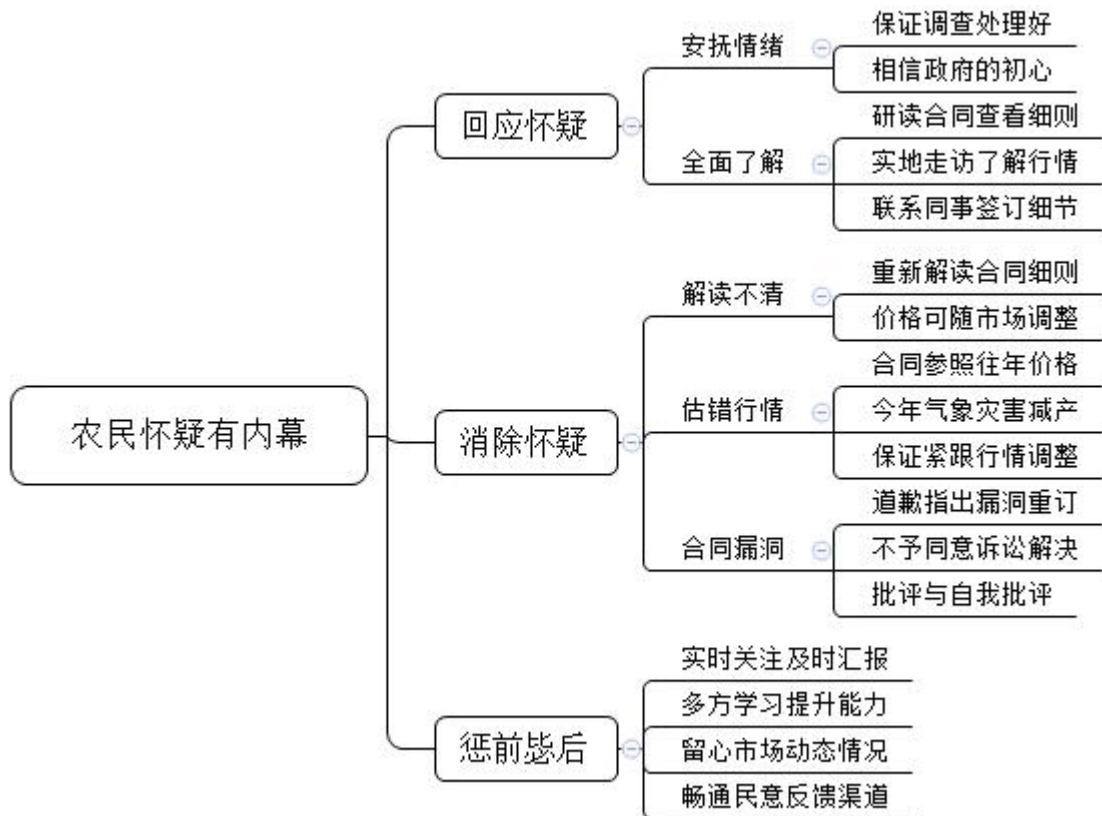 农民怀疑有内幕
回应怀疑
安抚情绪
保证调查处理好
相信政府的初心
全面了解
研读合同查看细则
实地走访了解行情
联系同事签订细节
消除怀疑
解读不清
重新解读合同细则
价格可随市场调整
估错行情
合同参照往年价格
今年气象灾害减产
保证紧跟行情调整
合同漏洞
道歉指出漏洞重订
不予同意诉讼解决
批评与自我批评
惩前毖后
实时关注及时汇报
多方学习提升能力
留心市场动态情况
畅通民意反馈渠道